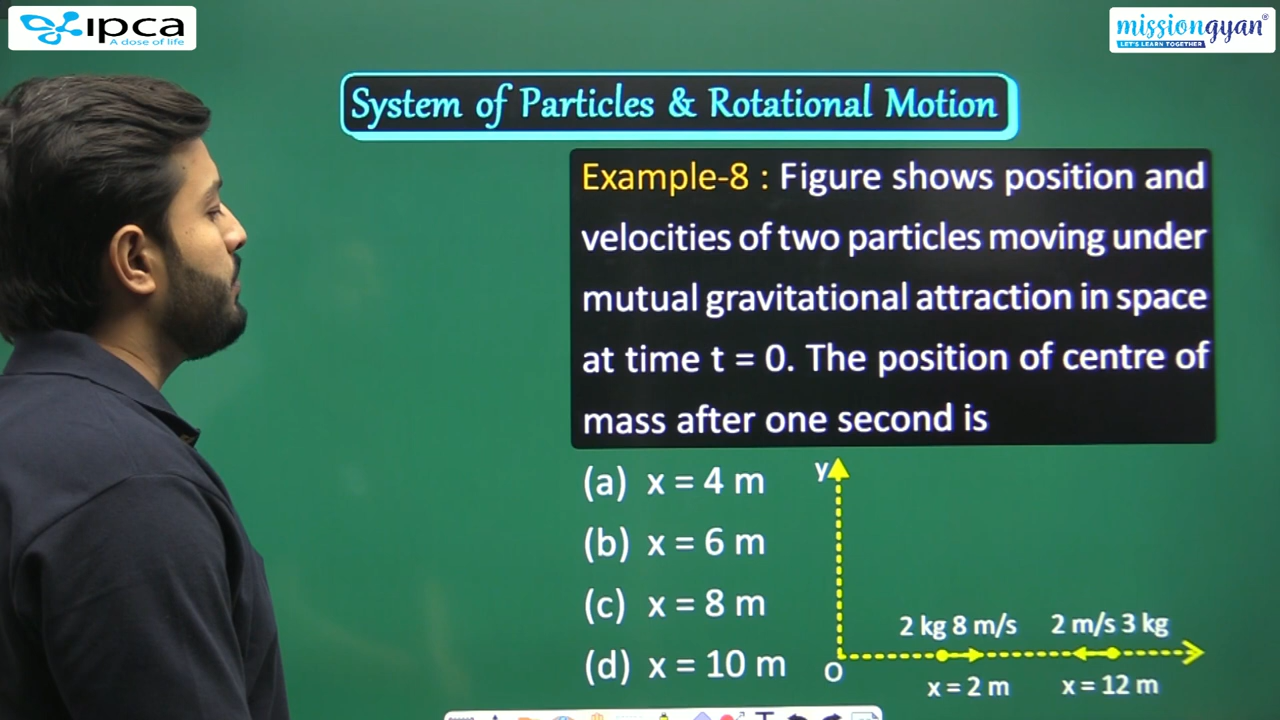 ipca
A dose of life
missiongyan®
LET'S LEARN TOGETHER
System of Particles & Rotational Motion
Example-8 : Figure shows position and
velocities of two particles moving under
mutual gravitational attraction in space
at time t = 0. The position of centre of
mass after one second is
(a) x = 4 m
(b) x = 6 m
(c) x = 8 m
(d) x = 10 m
y
2 kg 8 m/s 2 m/s 3 kg
O
x = 2 m x = 12 m